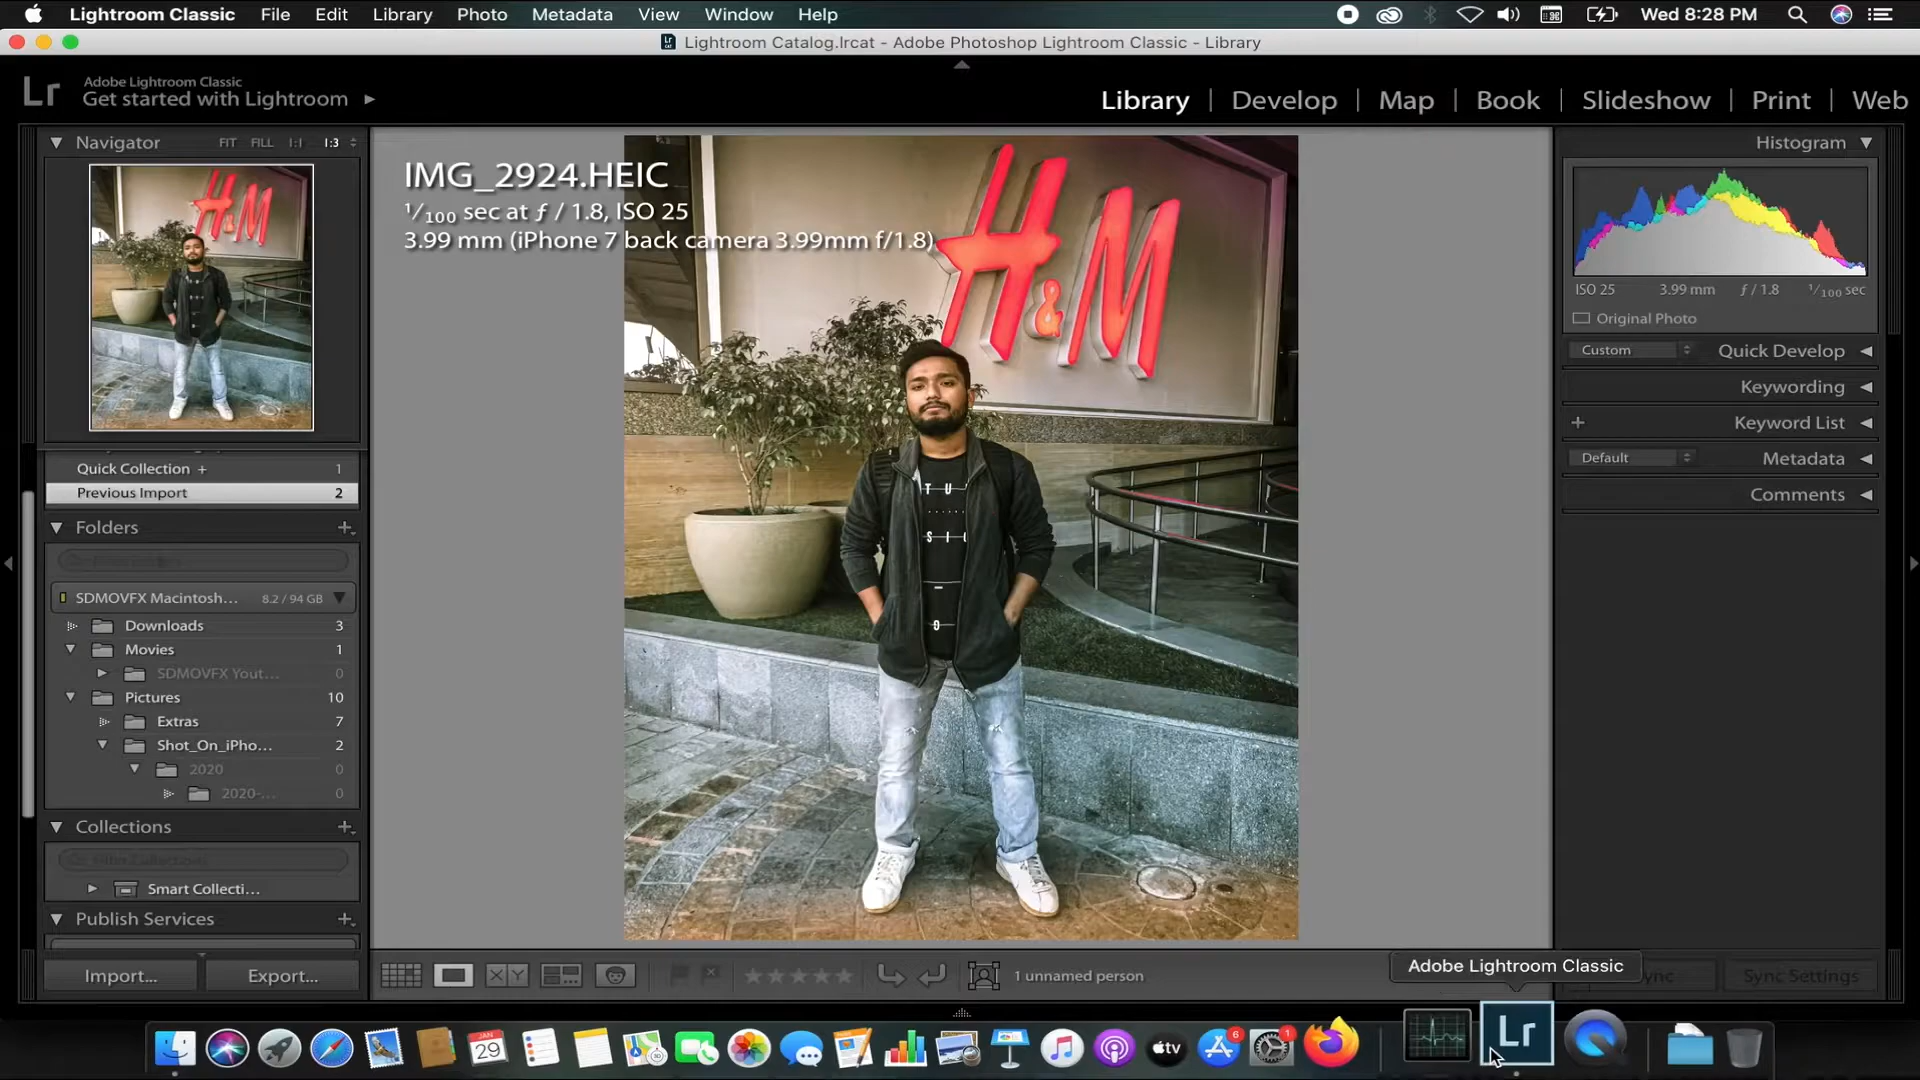 Lightroom Classic File Edit Library Photo Metadata View Window Help Wed 8:28 PM
Lightroom Catalog.lrcat - Adobe Photoshop Lightroom Classic - Library
Lr Adobe Lightroom Classic
Get started with Lightroom
Library | Develop | Map | Book | Slideshow | Print | Web
Navigator FIT FILL 1:1 1:3
H&M
Quick Collection + 1
Previous Import 2
Folders
SDMOVFX Macintosh... 8.2 / 94 GB
Downloads 3
Movies 1
SDMOVFX Yout... 0
Pictures 10
Extras 7
Shot_On_iPho... 2
2020 0
2020-... 0
Collections
Filter Collections
Smart Collecti...
Publish Services
Import... Export...
IMG_2924.HEIC
1/100 sec at ƒ / 1.8, ISO 25
3.99 mm (iPhone 7 back camera 3.99mm f/1.8)
H&M
T U
S I
G
1 unnamed person
Histogram
ISO 25 3.99 mm ƒ / 1.8 1/100 sec
Original Photo
Custom Quick Develop
Keywording
Keyword List
Default Metadata
Comments
Sync Settings
Adobe Lightroom Classic
JAN
29
tv
6
1
Lr